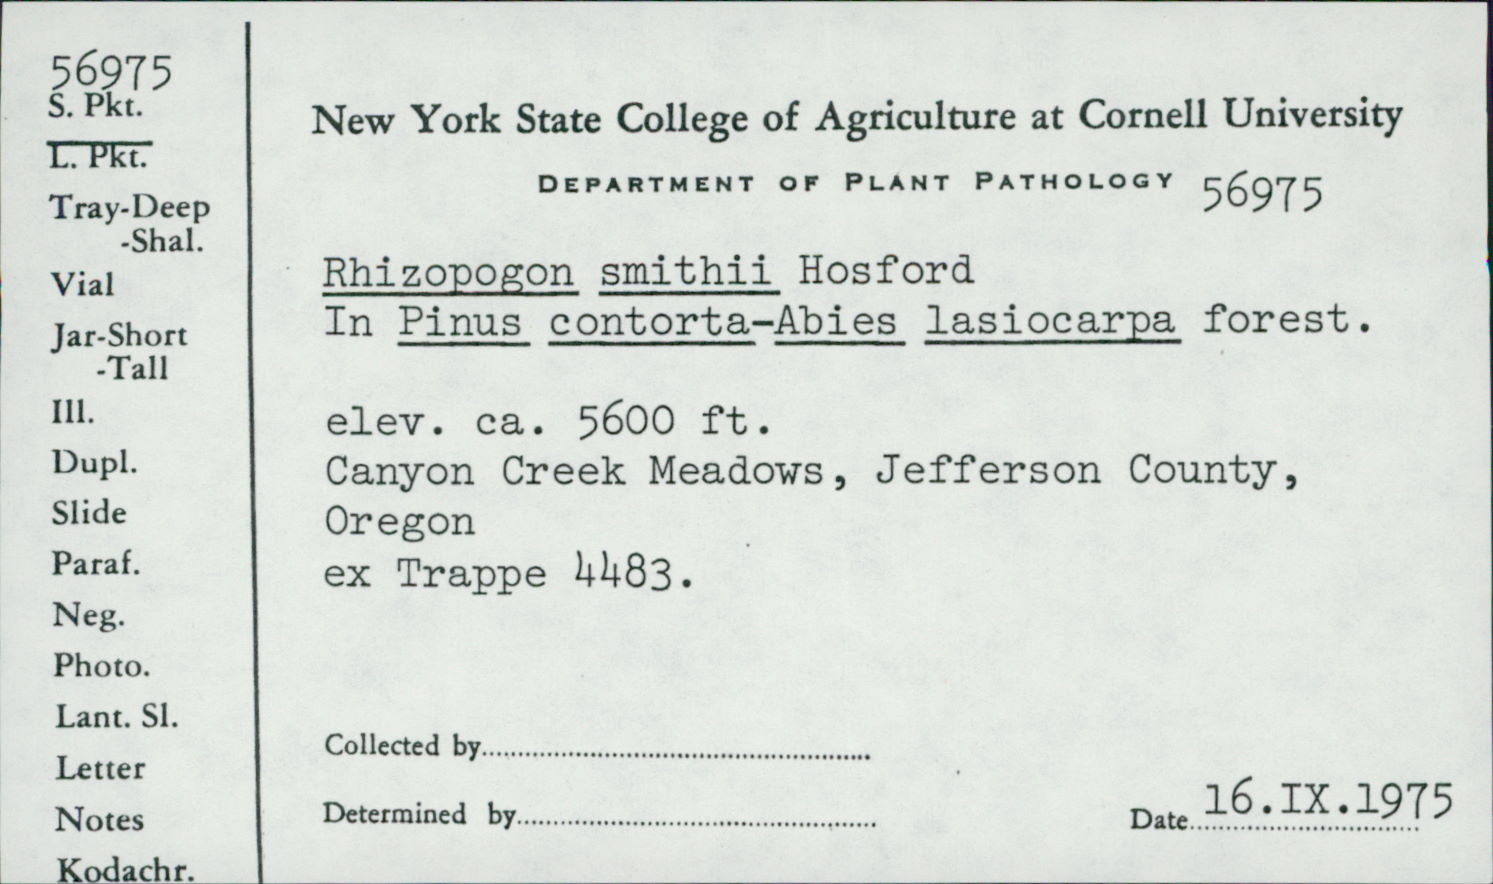 56975
S. Pkt.
L. Pkt.
Tray-Deep
-Shal.
Vial
Jar-Short
-Tall
Ill.
Dupl.
Slide
Paraf.
Neg.
Photo.
Lant. Sl.
Letter
Notes
Kodachr.
New York State College of Agriculture at Cornell University
DEPARTMENT OF PLANT PATHOLOGY 56975
Rhizopogon smithii Hosford
In Pinus contorta-Abies lasiocarpa forest.
elev. ca. 5600 ft.
Canyon Creek Meadows, Jefferson County,
Oregon
ex Trappe 4483.
Collected by
Determined by
Date 16.IX.1975